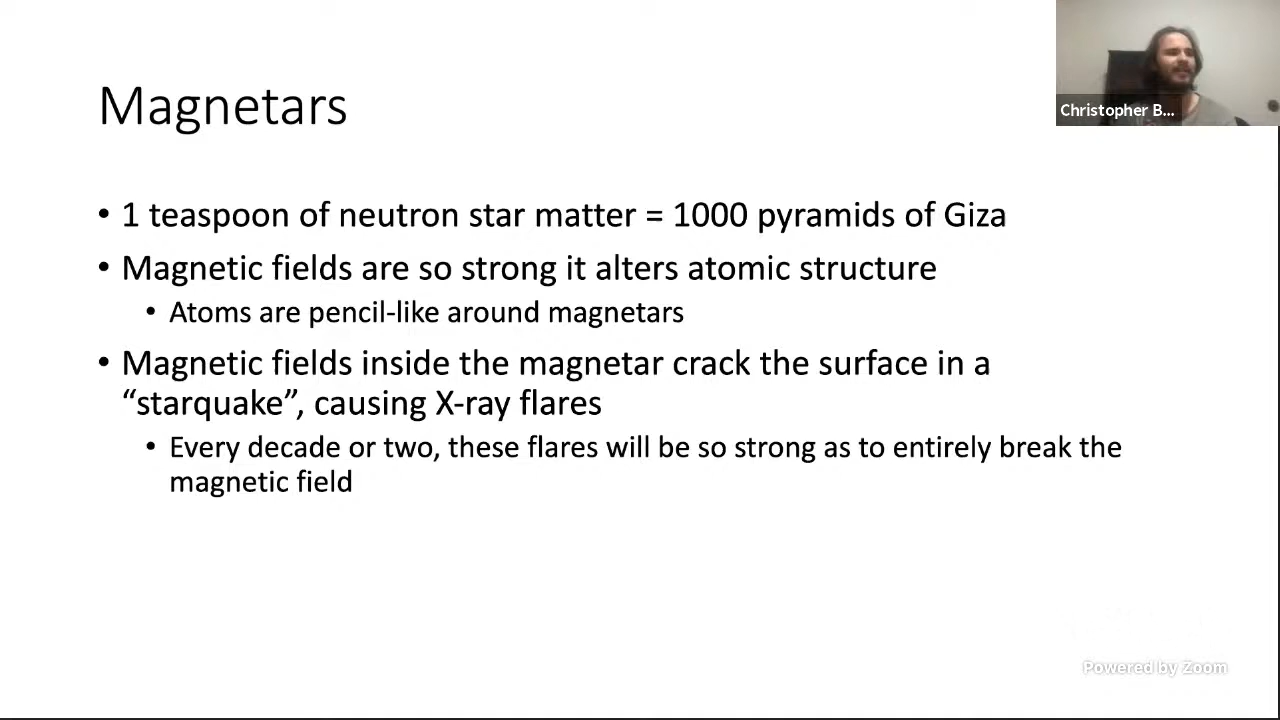 Magnetars
Christopher B...
• 1 teaspoon of neutron star matter = 1000 pyramids of Giza
• Magnetic fields are so strong it alters atomic structure
• Atoms are pencil-like around magnetars
• Magnetic fields inside the magnetar crack the surface in a
“starquake”, causing X-ray flares
• Every decade or two, these flares will be so strong as to entirely break the
magnetic field
Powered by Zoom